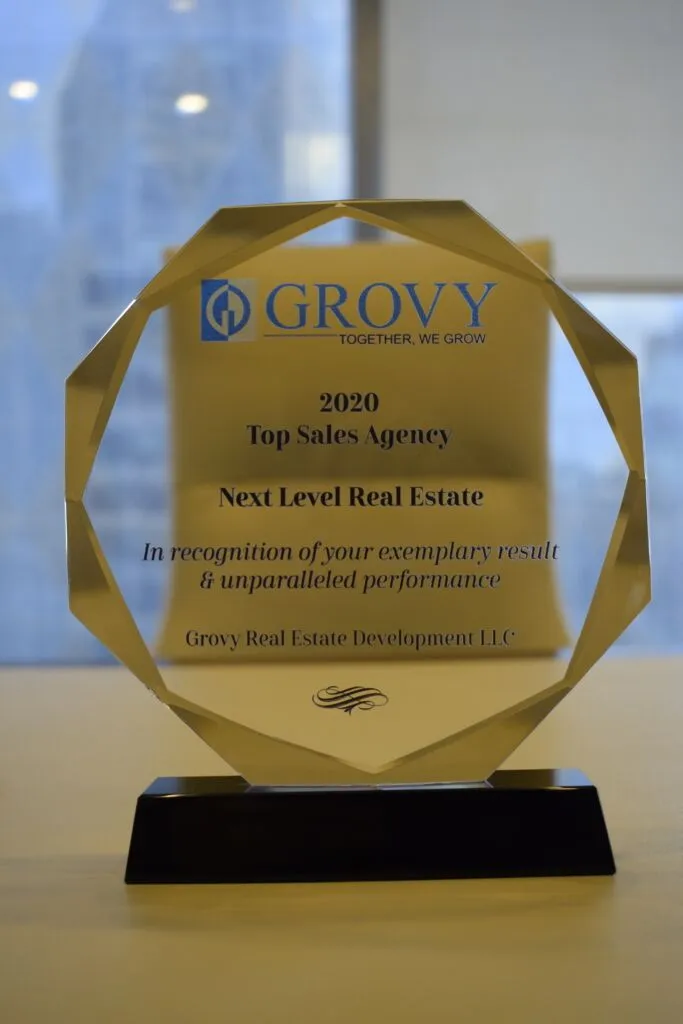 GROVY
TOGETHER, WE GROW
2020
Top Sales Agency
Next Level Real Estate
In recognition of your exemplary result
& unparalleled performance
Grovy Real Estate Development LLC